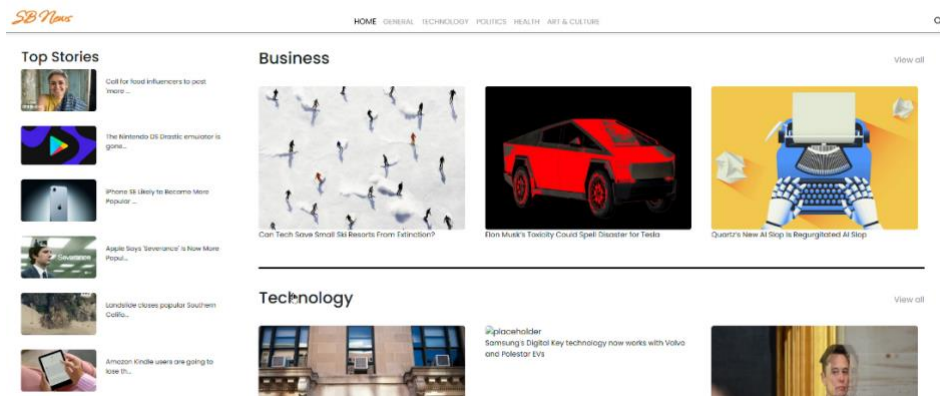 SB News
HOME GENERAL TECHNOLOGY POLITICS HEALTH ART & CULTURE
Top Stories
Call for food influencers to post
'more ...
The Nintendo DS Drastic emulator is
gone...
iPhone SE Likely to Become More
Popular ...
Apple Says 'Severance' Is Now More
Popul...
Severance
Landslide closes popular Southern
Califo...
Amazon Kindle users are going to
lose th...
Business
View all
Can Tech Save Small Ski Resorts From Extinction?
Elon Musk's Toxicity Could Spell Disaster for Tesla
Quartz's New AI Slop Is Regurgitated AI Slop
Technology
View all
placeholder
Samsung's Digital Key technology now works with Volvo
and Polestar EVs